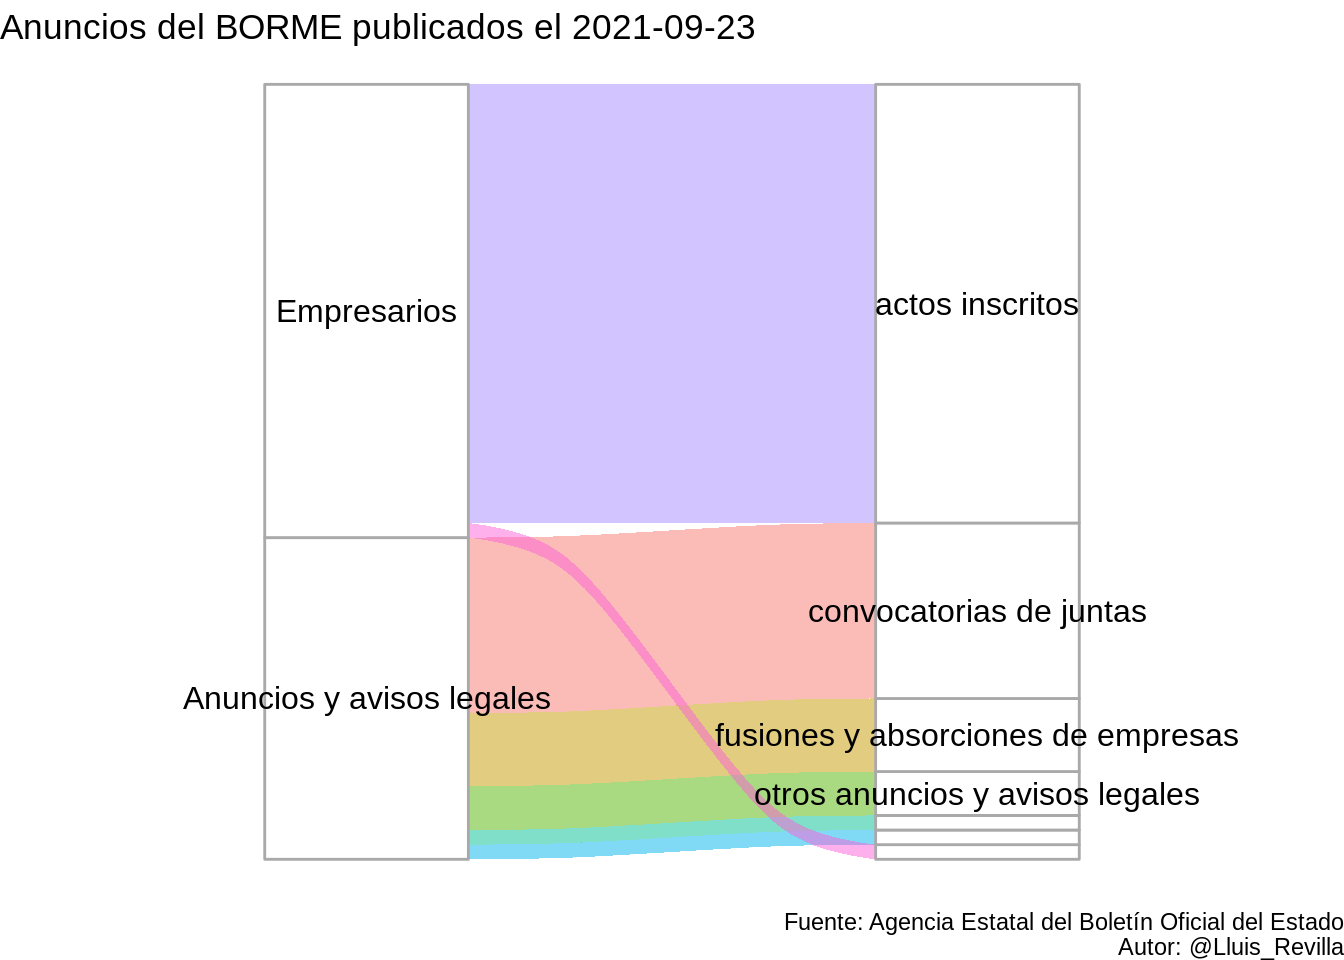 Anuncios del BORME publicados el 2021-09-23
Empresarios
actos inscritos
convocatorias de juntas
Anuncios y avisos legales
fusiones y absorciones de empresas
otros anuncios y avisos legales
Fuente: Agencia Estatal del Boletín Oficial del Estado
Autor: @Lluis_Revilla